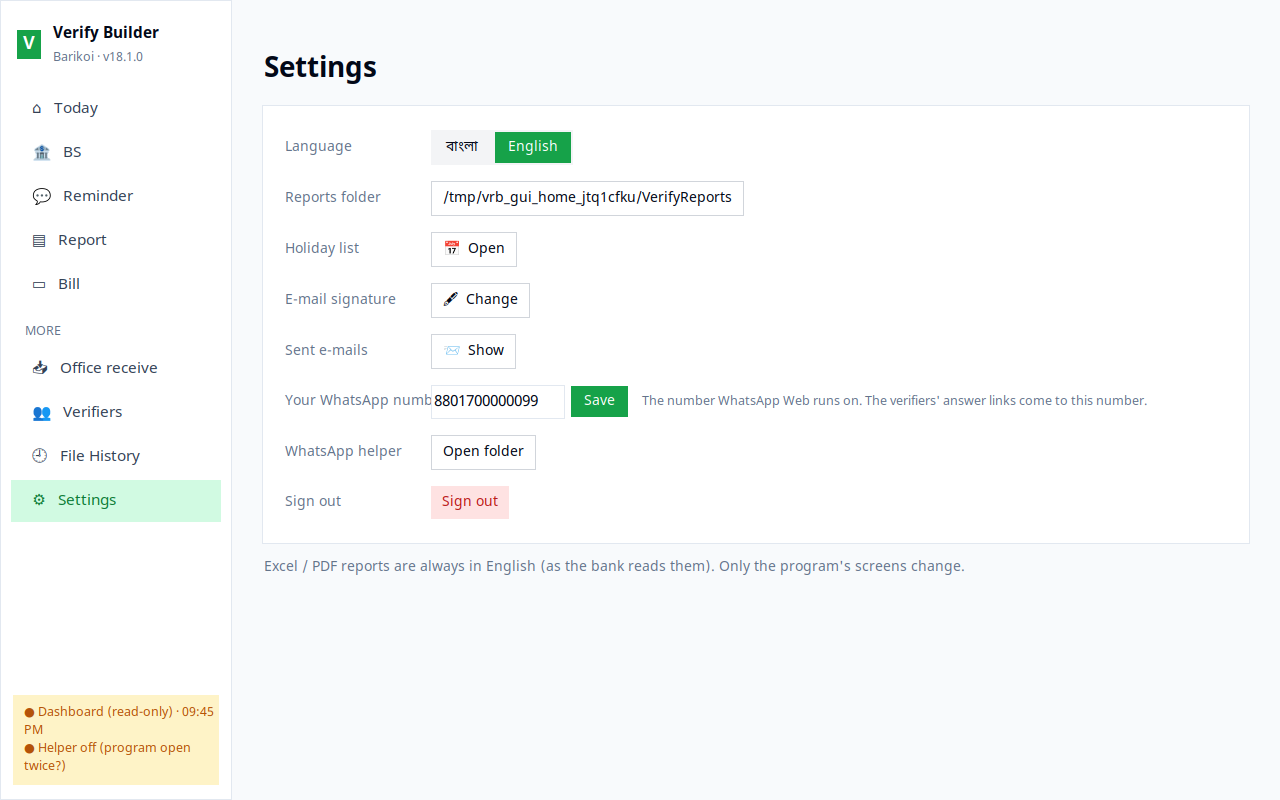 V
Verify Builder
Barikoi · v18.1.0
Today
BS
Reminder
Report
Bill
MORE
Office receive
Verifiers
File History
Settings
● Dashboard (read-only) · 09:45
PM
● Helper off (program open
twice?)
Settings
Language বাংলা English
Reports folder /tmp/vrb_gui_home_jtq1cfku/VerifyReports
Holiday list Open
E-mail signature Change
Sent e-mails Show
Your WhatsApp numb 8801700000099 Save The number WhatsApp Web runs on. The verifiers' answer links come to this number.
WhatsApp helper Open folder
Sign out Sign out
Excel / PDF reports are always in English (as the bank reads them). Only the program's screens change.